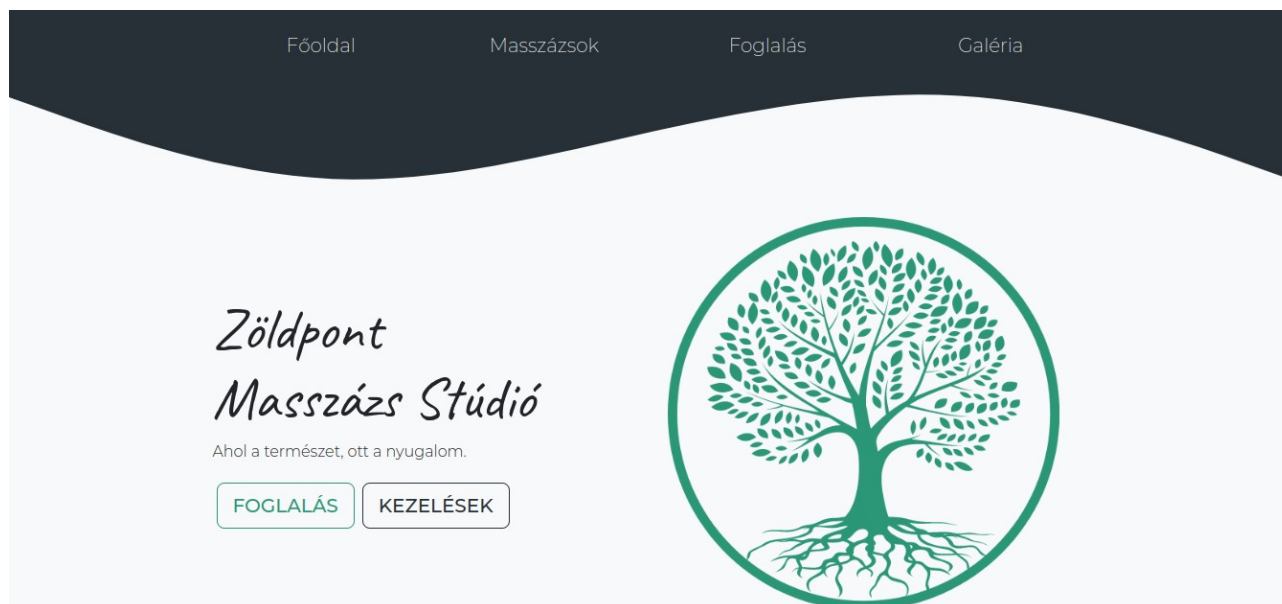 Főoldal Masszázsok Foglalás Galéria
Zöldpont
Masszázs Stúdió
Ahol a természet, ott a nyugalom.
FOGLALÁS KEZELÉSEK